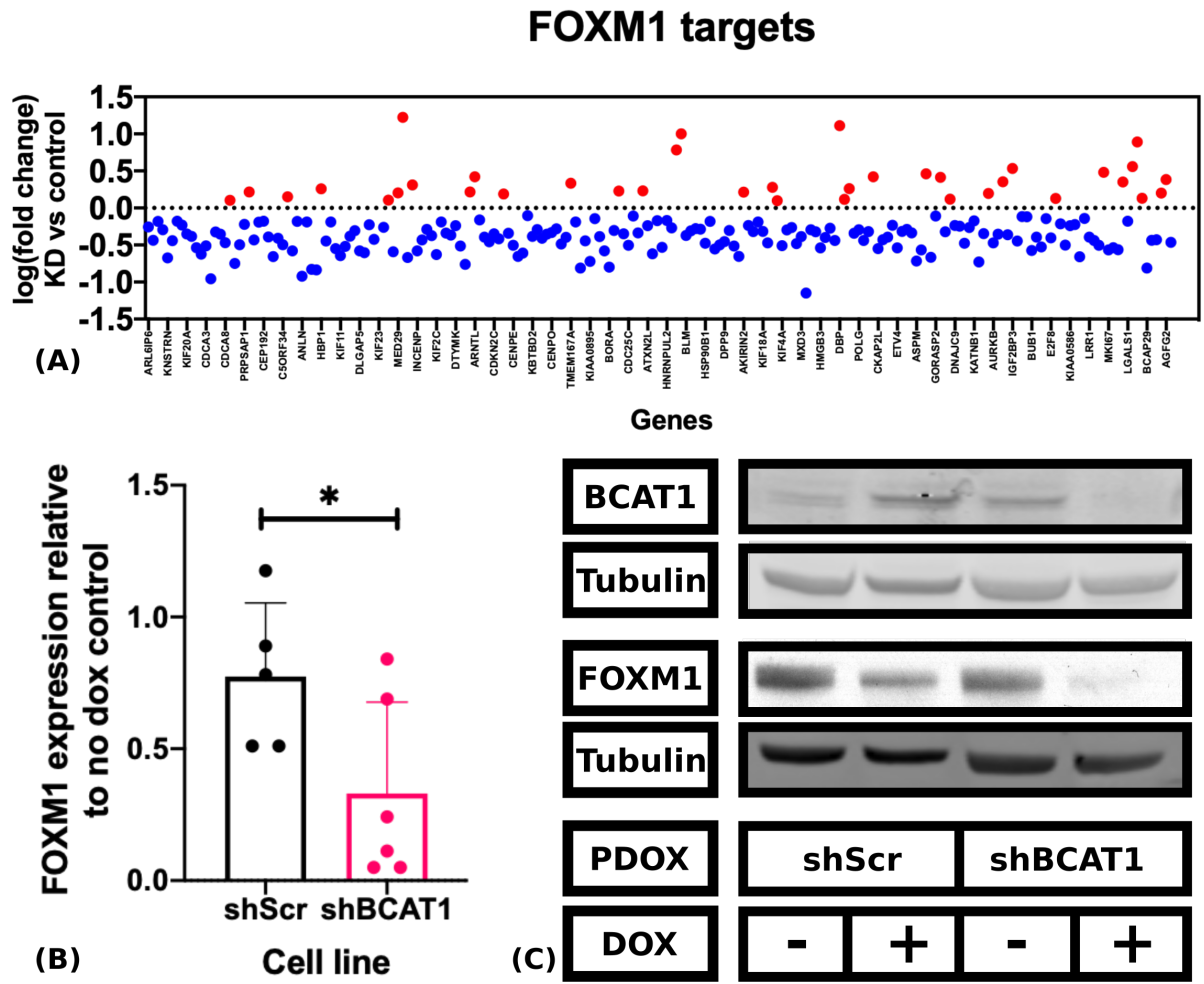 FOXM1 targets
log(fold change)
KD vs control
1.5
1.0
0.5
0.0
-0.5
-1.0
-1.5
ARL6IP6
KNSTRN
KIF20A
CDCA3
CDCA8
PRPSAP1
CEP192
C5ORF34
ANLN
HBP1
KIF11
DLGAP5
KIF23
MED29
INCENP
KIF2C
DTYMK
ARNTL
CDKN2C
CENPE
KBTBD2
CENPO
TMEM167A
KIAA0895
BORA
CDC25C
ATXN2L
HNRNPUL2
BLM
HSP90B1
DPP9
AKIRIN2
KIF18A
KIF4A
MXD3
HMGB3
DBP
POLG
CKAP2L
ETV4
ASPM
GORASP2
DNAJC9
KATNB1
AURKB
IGF2BP3
BUB1
E2F8
KIAA0586
LRR1
MKI67
LGALS1
BCAP29
AGFG2
Genes
(A)
FOXM1 expression relative
to no dox control
1.5
1.0
0.5
0.0
*
shScr shBCAT1
Cell line
(B)
BCAT1
Tubulin
FOXM1
Tubulin
PDOX shScr shBCAT1
DOX - + - +
(C)